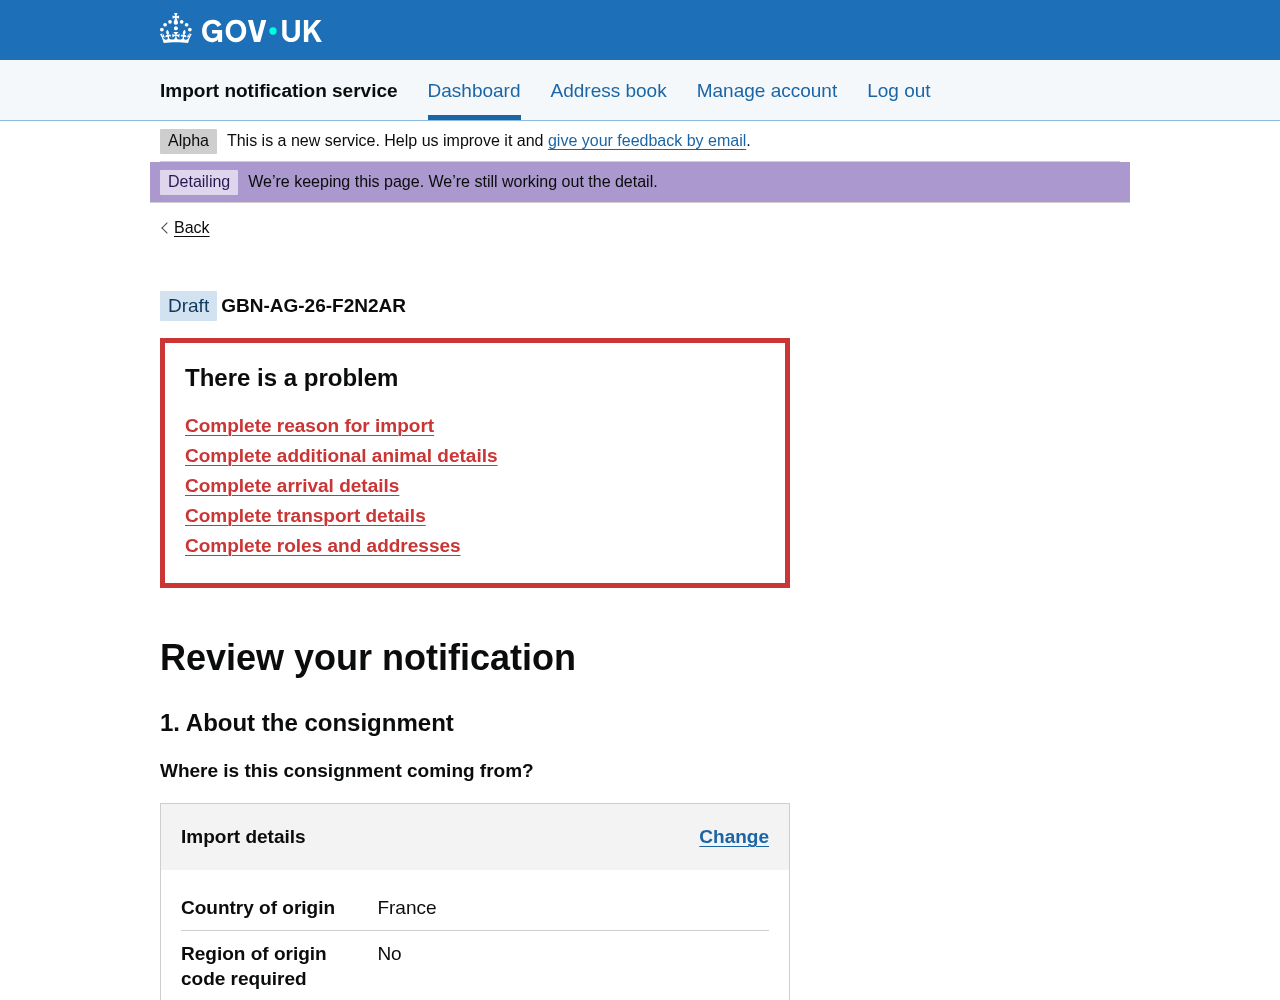 GOV·UK
Import notification service Dashboard Address book Manage account Log out
Alpha This is a new service. Help us improve it and give your feedback by email.
Detailing We’re keeping this page. We’re still working out the detail.
Back
Draft GBN-AG-26-F2N2AR
There is a problem
Complete reason for import
Complete additional animal details
Complete arrival details
Complete transport details
Complete roles and addresses
Review your notification
1. About the consignment
Where is this consignment coming from?
Import details Change
Country of origin France
Region of origin No
code required